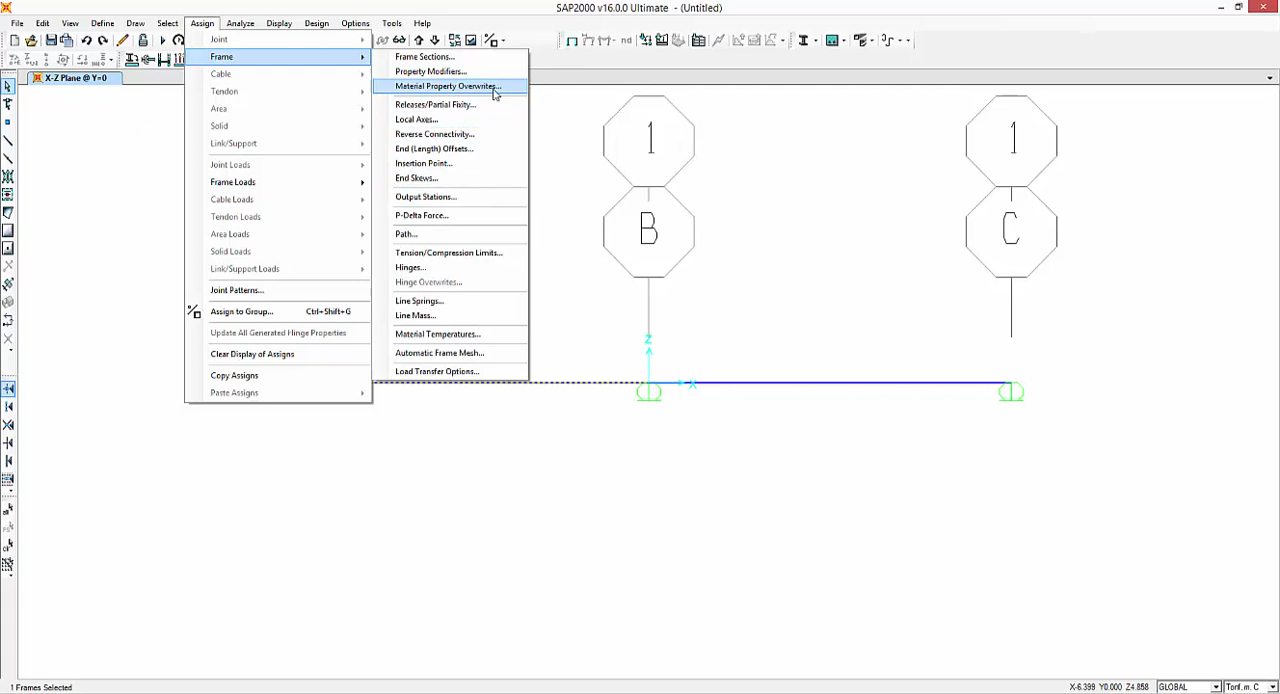 SAP2000 v16.0.0 Ultimate - (Untitled)
File Edit View Define Draw Select Assign Analyze Display Design Options Tools Help
nd
X-Z Plane @ Y=0
Joint
Frame
Cable
Tendon
Area
Solid
Link/Support
Joint Loads
Frame Loads
Cable Loads
Tendon Loads
Area Loads
Solid Loads
Link/Support Loads
Joint Patterns...
Assign to Group... Ctrl+Shift+G
Update All Generated Hinge Properties
Clear Display of Assigns
Copy Assigns
Paste Assigns
Frame Sections...
Property Modifiers...
Material Property Overwrites...
Releases/Partial Fixity...
Local Axes...
Reverse Connectivity...
End (Length) Offsets...
Insertion Point...
End Skews...
Output Stations...
P-Delta Force...
Path...
Tension/Compression Limits...
Hinges...
Hinge Overwrites...
Line Springs...
Line Mass...
Material Temperatures...
Automatic Frame Mesh...
Load Transfer Options...
1 1
B C
Z
X
1 Frames Selected
X-6.399 Y0.000 Z4.858 GLOBAL Tonf, m, C